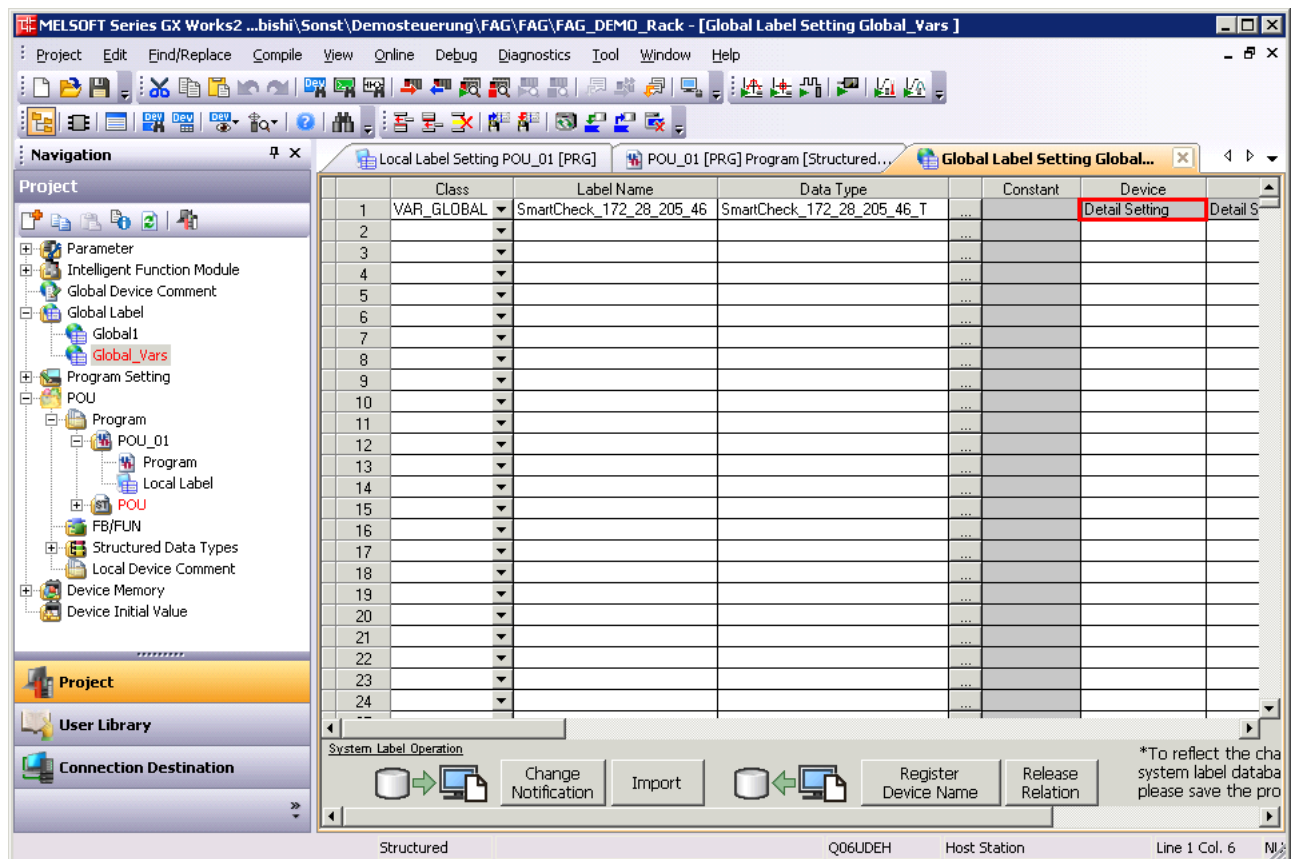 MELSOFT Series GX Works2 ...bishi\Sonst\Demosteuerung\FAG\FAG\FAG_DEMO_Rack - [Global Label Setting Global_Vars ]
Project Edit Find/Replace Compile View Online Debug Diagnostics Tool Window Help
Navigation
Local Label Setting POU_01 [PRG]
POU_01 [PRG] Program [Structured...
Global Label Setting Global...
Project
Parameter
Intelligent Function Module
Global Device Comment
Global Label
Global1
Global_Vars
Program Setting
POU
Program
POU_01
Program
Local Label
POU
FB/FUN
Structured Data Types
Local Device Comment
Device Memory
Device Initial Value
Project
User Library
Connection Destination
Class Label Name Data Type Constant Device
1 VAR_GLOBAL SmartCheck_172_28_205_46 SmartCheck_172_28_205_46_T ... Detail Setting Detail S
2 ...
3 ...
4 ...
5 ...
6 ...
7 ...
8 ...
9 ...
10 ...
11 ...
12 ...
13 ...
14 ...
15 ...
16 ...
17 ...
18 ...
19 ...
20 ...
21 ...
22 ...
23 ...
24 ...
System Label Operation
Change Notification
Import
Register Device Name
Release Relation
*To reflect the cha
system label databa
please save the pro
Structured Q06UDEH Host Station Line 1 Col. 6